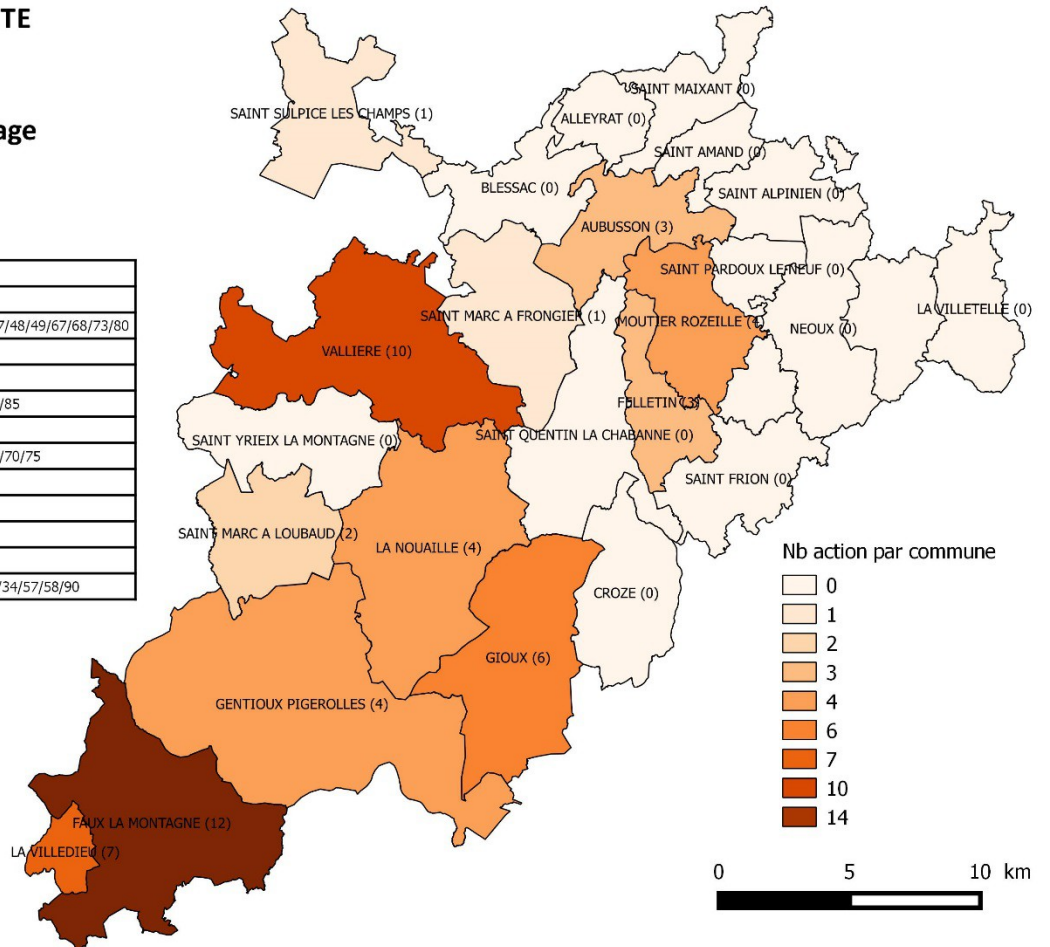 TE
age
7/48/49/67/68/73/80
/85
/70/75
/34/57/58/90
SAINT SULPICE LES CHAMPS (1)
SAINT MAIXANT (0)
ALLEYRAT (0)
SAINT AMAND (0)
BLESSAC (0)
SAINT ALPINIEN (0)
AUBUSSON (3)
SAINT PARDOUX LE NEUF (0)
SAINT MARC A FRONGIER (1)
MOUTIER ROZEILLE (4)
NEOUX (0)
LA VILLETELLE (0)
VALLIERE (10)
FELLETIN (3)
SAINT YRIEIX LA MONTAGNE (0)
SAINT QUENTIN LA CHABANNE (0)
SAINT FRION (0)
SAINT MARC A LOUBAUD (2)
LA NOUAILLE (4)
CROZE (0)
GIOUX (6)
GENTIOUX PIGEROLLES (4)
FAUX LA MONTAGNE (12)
LA VILLEDIEU (7)
Nb action par commune
0
1
2
3
4
6
7
10
14
0 5 10 km